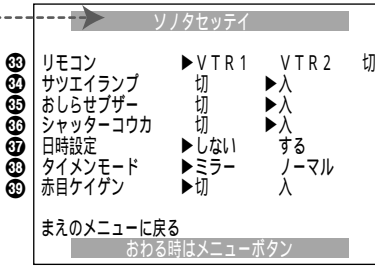 ソノタセッテイ
㉝ リモコン ▶VTR1 VTR2 切
㉞ サツエイランプ 切 ▶入
㉟ おしらせブザー 切 ▶入
㊱ シャッターコウカ 切 ▶入
㊲ 日時設定 ▶しない する
㊳ タイメンモード ▶ミラー ノーマル
㊴ 赤目ケイゲン ▶切 入
まえのメニューに戻る
おわる時はメニューボタン